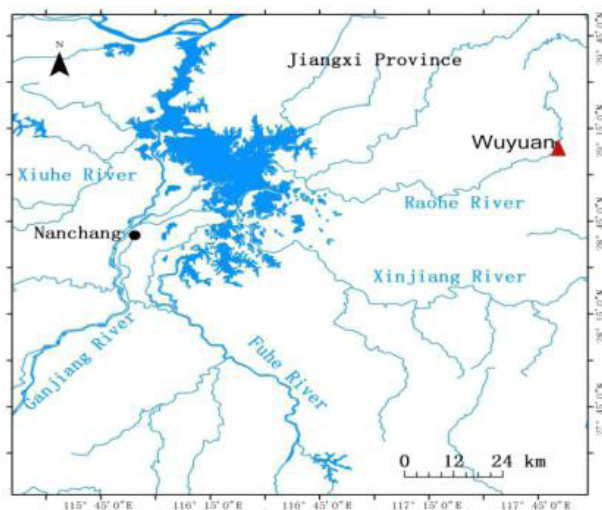 N
Jiangxi Province
Wuyuan
Xiuhe River
Raohe River
Nanchang
Xinjiang River
Ganjiang River
Fuhe River
0 12 24 km
115° 45′ 0″E
116° 15′ 0″E
116° 45′ 0″E
117° 15′ 0″E
117° 45′ 0″E